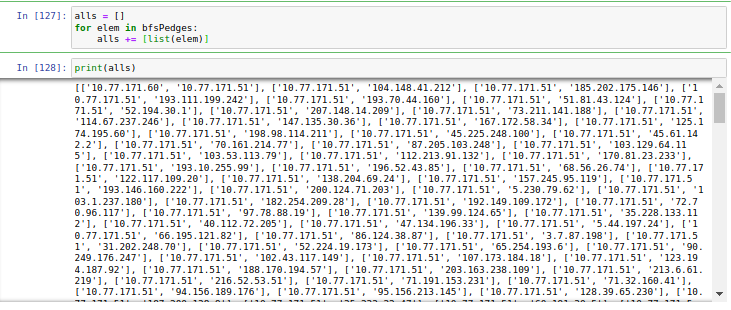 In [127]: alls = []
for elem in bfsPedges:
alls += [list(elem)]
In [128]: print(alls)
[['10.77.171.60', '10.77.171.51'], ['10.77.171.51', '104.148.41.212'], ['10.77.171.51', '185.202.175.146'], ['1
0.77.171.51', '193.111.199.242'], ['10.77.171.51', '193.70.44.160'], ['10.77.171.51', '51.81.43.124'], ['10.77.1
71.51', '52.194.30.1'], ['10.77.171.51', '207.148.14.209'], ['10.77.171.51', '73.211.141.188'], ['10.77.171.51',
'114.67.237.246'], ['10.77.171.51', '147.135.30.36'], ['10.77.171.51', '167.172.58.34'], ['10.77.171.51', '125.1
74.195.60'], ['10.77.171.51', '198.98.114.211'], ['10.77.171.51', '45.225.248.100'], ['10.77.171.51', '45.61.14
2.2'], ['10.77.171.51', '70.161.214.77'], ['10.77.171.51', '87.205.103.248'], ['10.77.171.51', '103.129.64.11
5'], ['10.77.171.51', '103.53.113.79'], ['10.77.171.51', '112.213.91.132'], ['10.77.171.51', '170.81.23.233'],
['10.77.171.51', '193.10.255.99'], ['10.77.171.51', '196.52.43.85'], ['10.77.171.51', '68.56.26.74'], ['10.77.17
1.51', '122.117.109.20'], ['10.77.171.51', '138.204.69.24'], ['10.77.171.51', '157.245.95.119'], ['10.77.171.5
1', '193.146.160.222'], ['10.77.171.51', '200.124.71.203'], ['10.77.171.51', '5.230.79.62'], ['10.77.171.51', '1
03.1.237.180'], ['10.77.171.51', '182.254.209.28'], ['10.77.171.51', '192.149.109.172'], ['10.77.171.51', '72.7
0.96.117'], ['10.77.171.51', '97.78.88.19'], ['10.77.171.51', '139.99.124.65'], ['10.77.171.51', '35.228.133.11
2'], ['10.77.171.51', '40.112.72.205'], ['10.77.171.51', '47.134.196.33'], ['10.77.171.51', '5.44.197.24'], ['1
0.77.171.51', '66.195.121.82'], ['10.77.171.51', '86.124.38.87'], ['10.77.171.51', '3.7.87.198'], ['10.77.171.5
1', '31.202.248.70'], ['10.77.171.51', '52.224.19.173'], ['10.77.171.51', '65.254.193.6'], ['10.77.171.51', '90.
249.176.247'], ['10.77.171.51', '102.43.117.149'], ['10.77.171.51', '107.173.184.18'], ['10.77.171.51', '123.19
4.187.92'], ['10.77.171.51', '188.170.194.57'], ['10.77.171.51', '203.163.238.109'], ['10.77.171.51', '213.6.61.
219'], ['10.77.171.51', '216.52.53.51'], ['10.77.171.51', '71.191.153.231'], ['10.77.171.51', '71.32.160.41'],
['10.77.171.51', '94.156.189.176'], ['10.77.171.51', '95.156.213.145'], ['10.77.171.51', '128.39.65.230'], ['10.